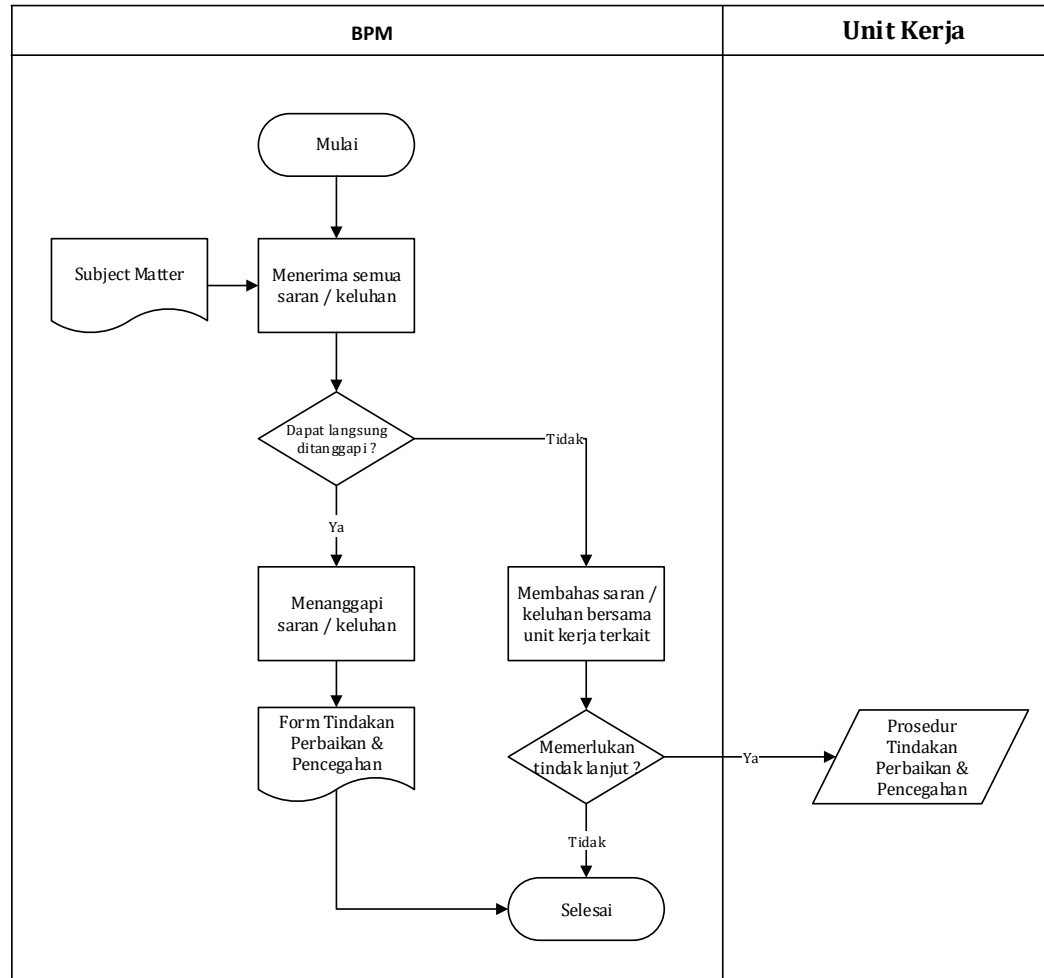 BPM
Unit Kerja
Mulai
Subject Matter
Menerima semua
saran / keluhan
Dapat langsung
ditanggapi ?
Tidak
Ya
Menanggapi
saran / keluhan
Membahas saran /
keluhan bersama
unit kerja terkait
Form Tindakan
Perbaikan &
Pencegahan
Memerlukan
tindak lanjut ?
Ya
Prosedur
Tindakan
Perbaikan &
Pencegahan
Tidak
Selesai